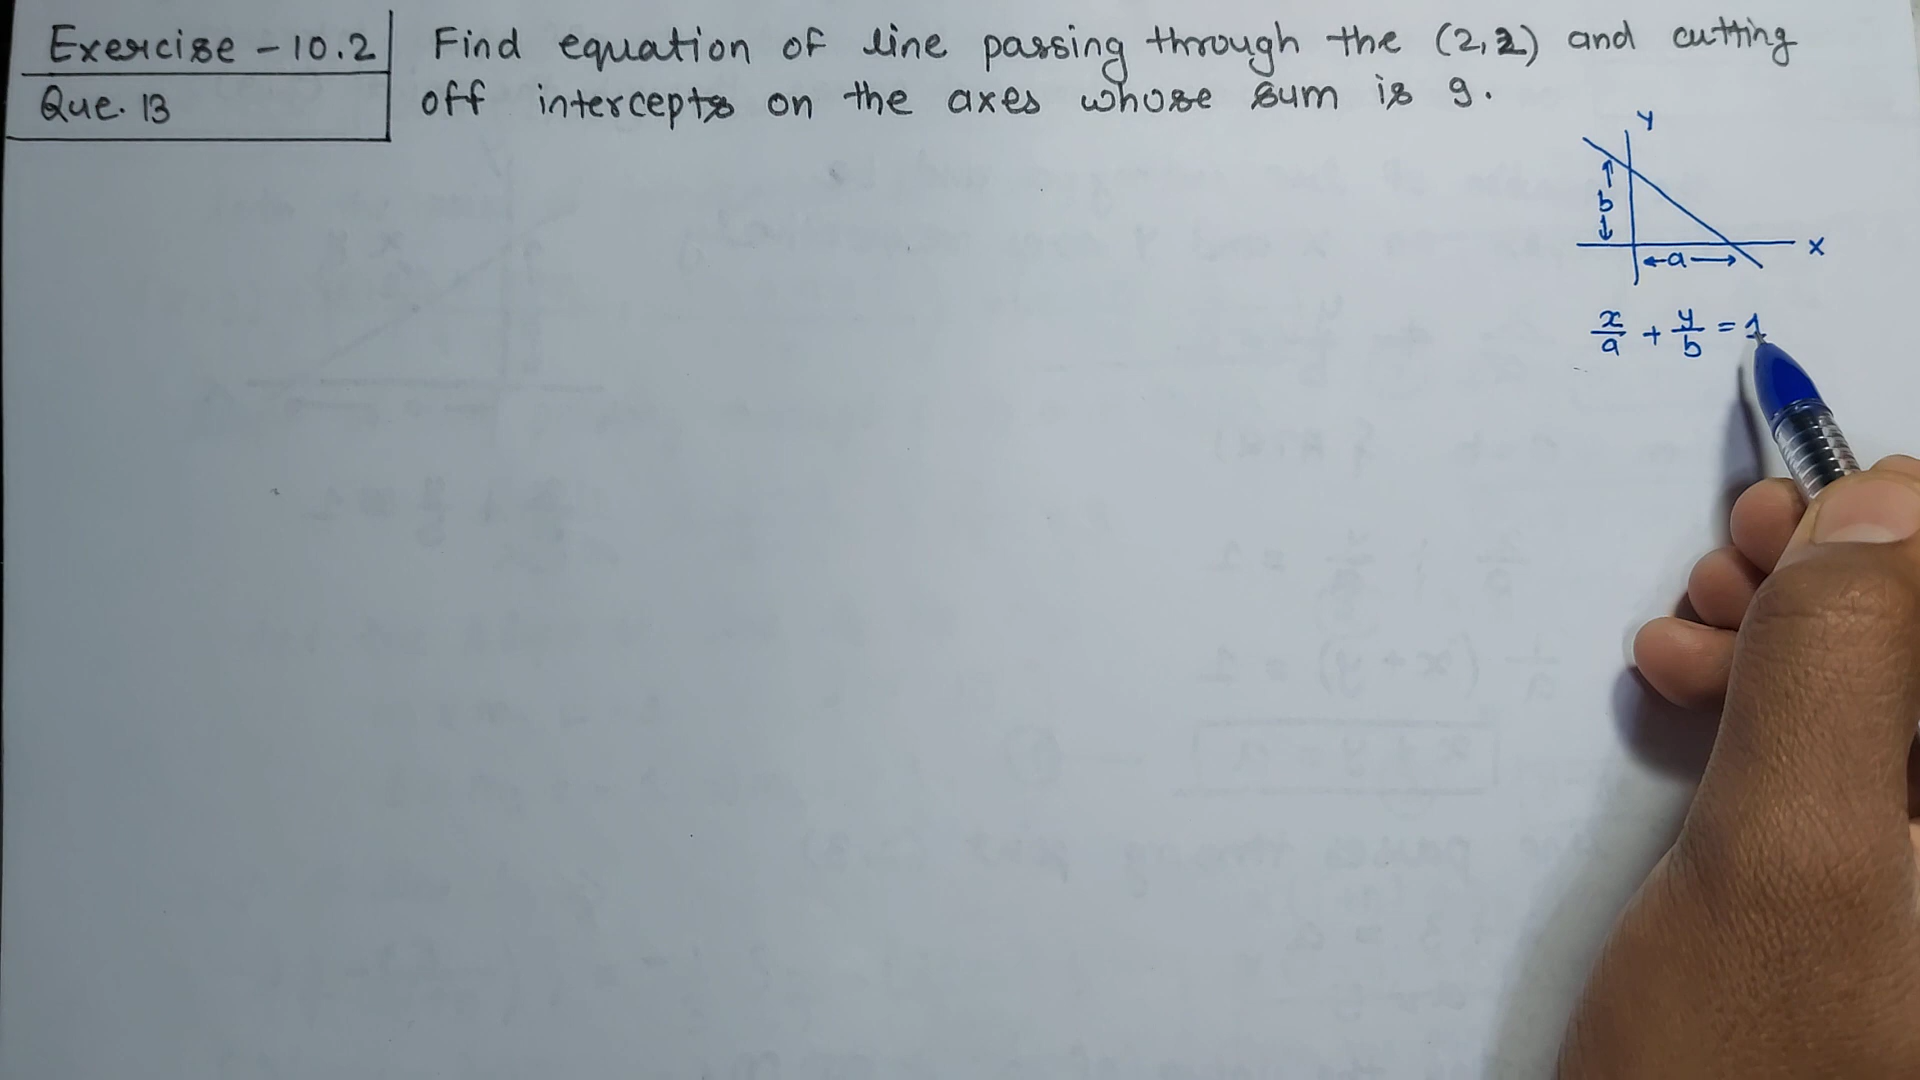 Exercise - 10.2
Que. 13
Find equation of line passing through the (2,2) and cutting
off intercepts on the axes whose sum is 9.
y
b
a
x
x/a + y/b = 1